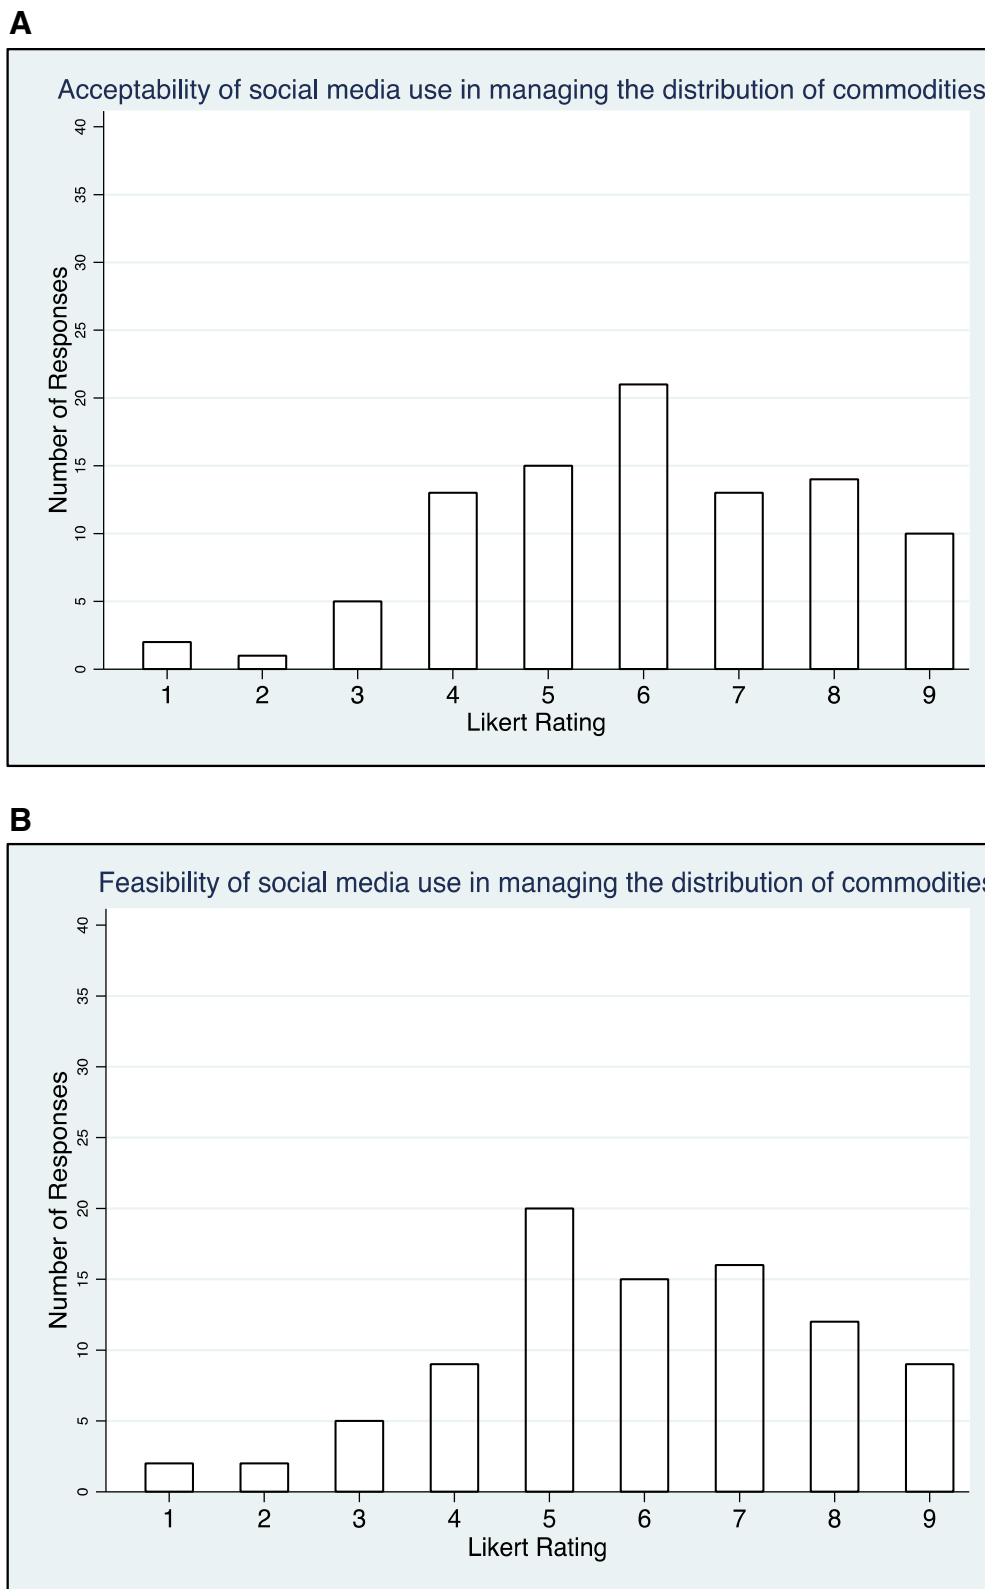 A
Acceptability of social media use in managing the distribution of commodities
Number of Responses
40
35
30
25
20
15
10
5
0
1 2 3 4 5 6 7 8 9
Likert Rating
B
Feasibility of social media use in managing the distribution of commodities
Number of Responses
40
35
30
25
20
15
10
5
0
1 2 3 4 5 6 7 8 9
Likert Rating